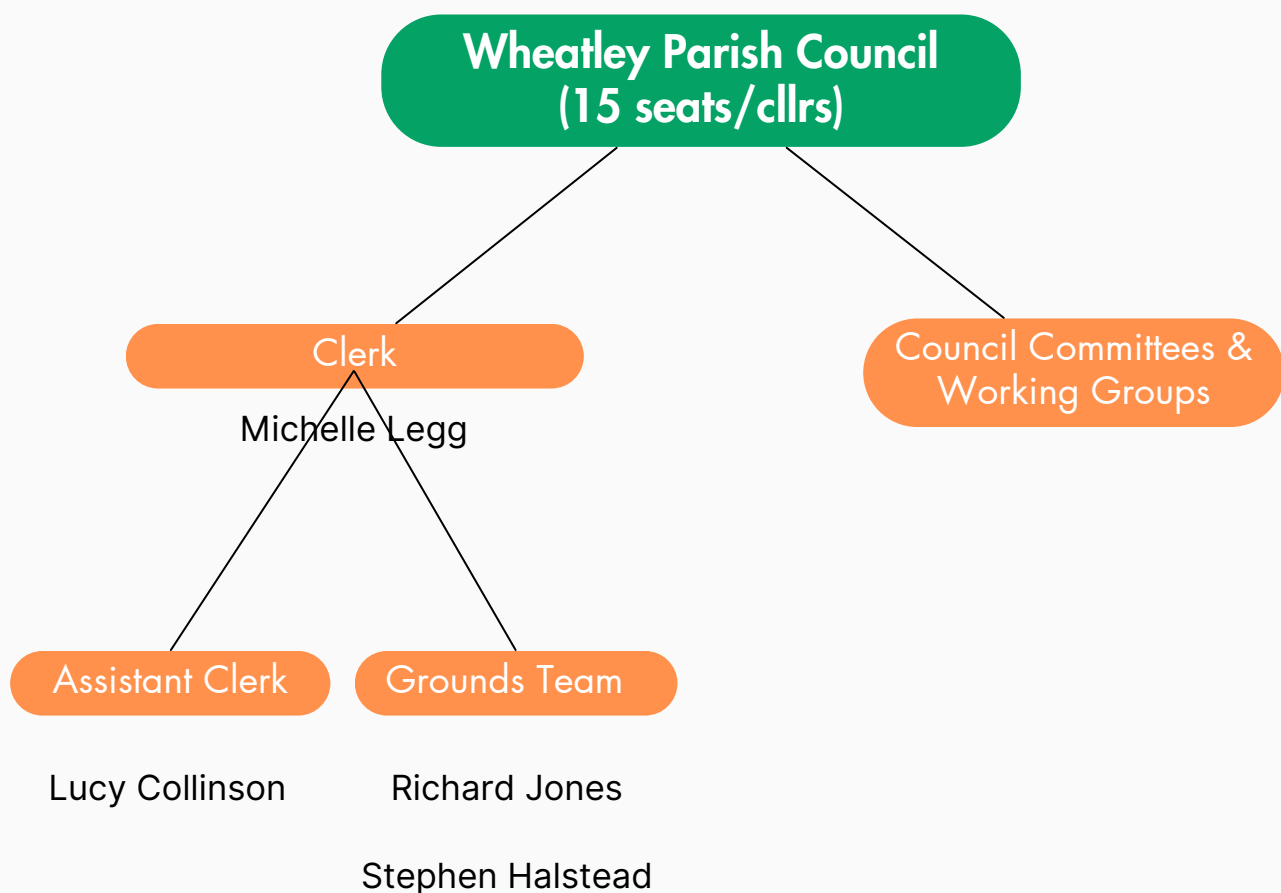 Wheatley Parish Council
(15 seats/cllrs)
Clerk
Michelle Legg
Council Committees &
Working Groups
Assistant Clerk
Grounds Team
Lucy Collinson
Richard Jones
Stephen Halstead